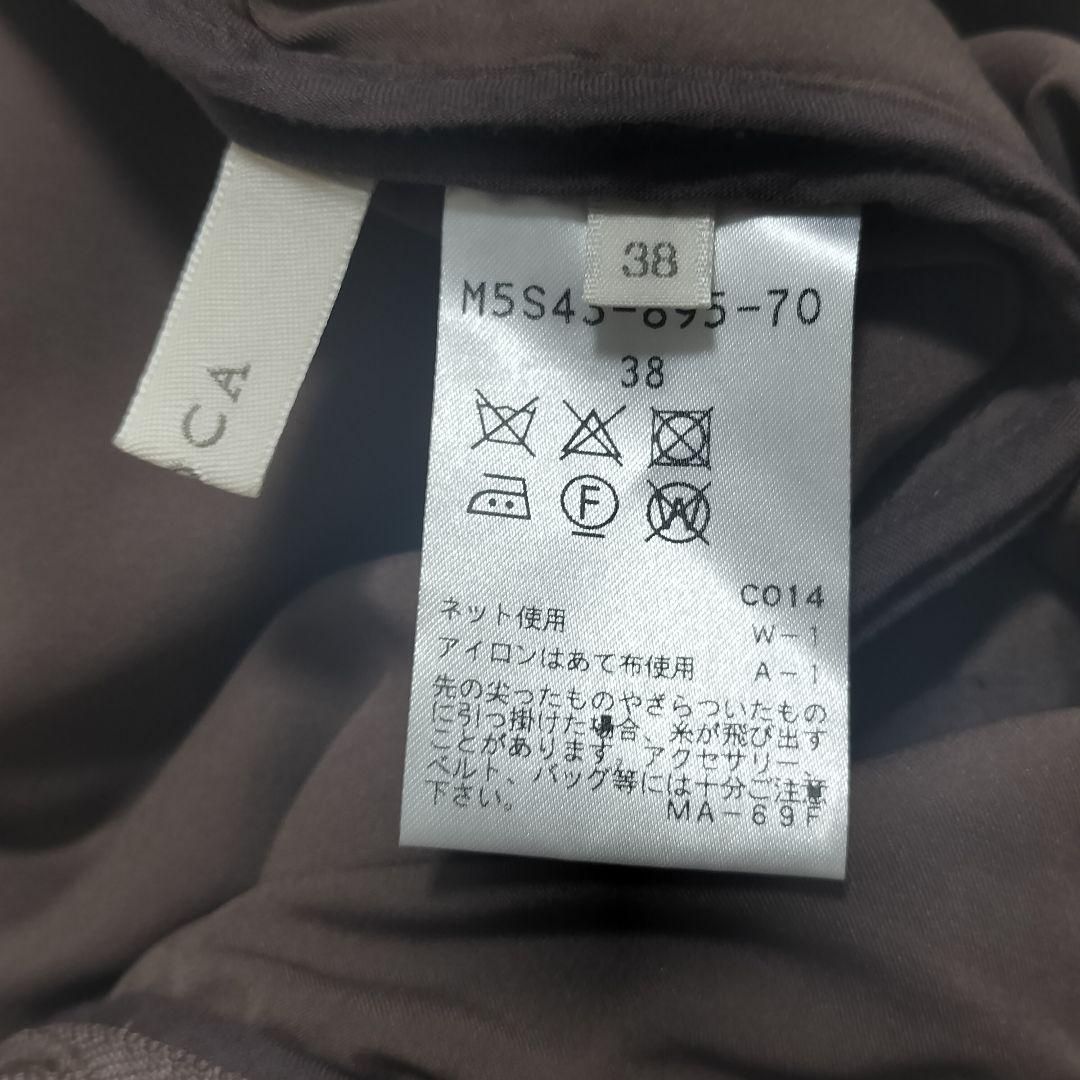 CA
38
M5S43-895-70
38
F
W
C014
ネット使用
W-1
アイロンはあて布使用
A-1
先の尖ったものやざらついたもの
に引っ掛けた場合、糸が飛び出す
ことがあります。アクセサリー、
ベルト、バッグ等には十分ご注意
下さい。
MA-69F